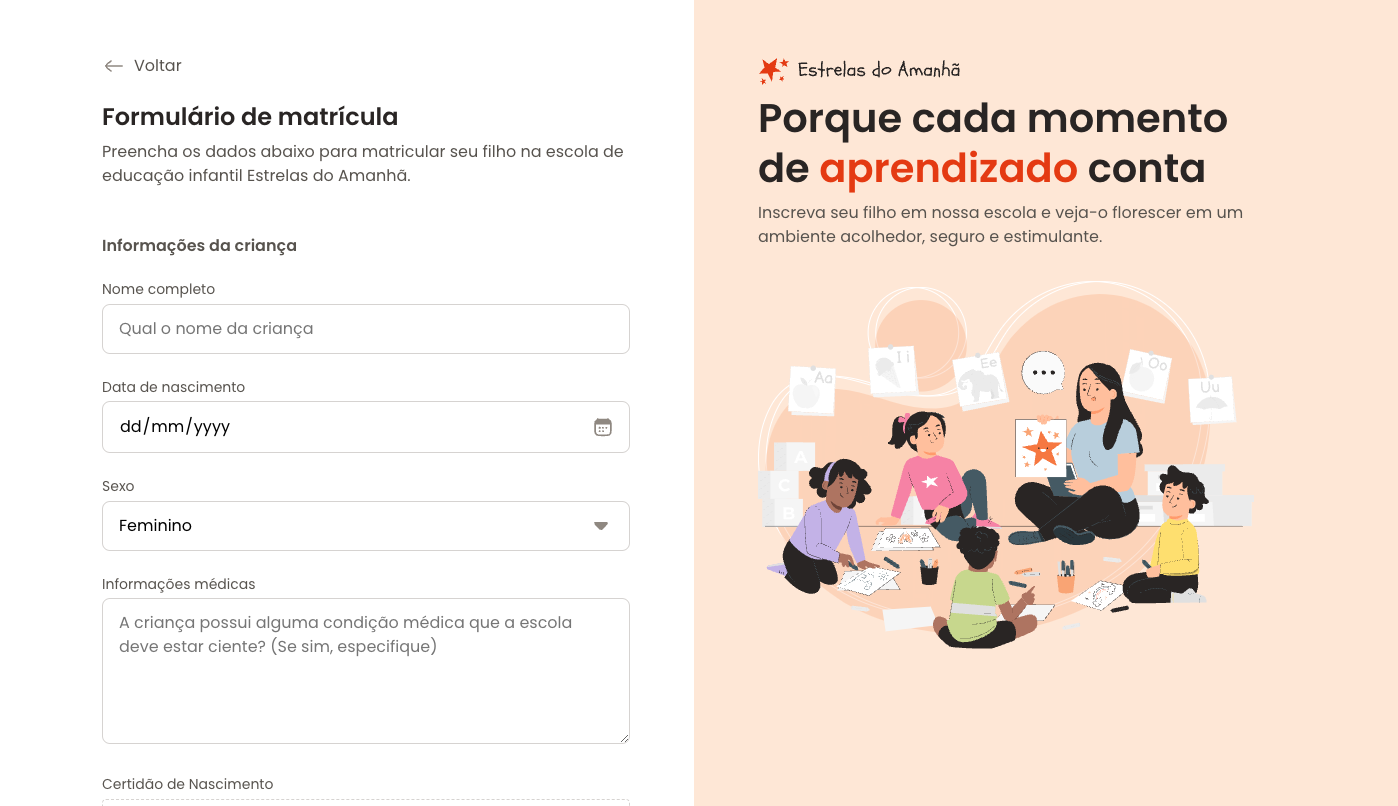 Voltar
Formulário de matrícula
Preencha os dados abaixo para matricular seu filho na escola de
educação infantil Estrelas do Amanhã.
Informações da criança
Nome completo
Qual o nome da criança
Data de nascimento
dd/mm/yyyy
Sexo
Feminino
Informações médicas
A criança possui alguma condição médica que a escola
deve estar ciente? (Se sim, especifique)
Certidão de Nascimento
Estrelas do Amanhã
Porque cada momento
de aprendizado conta
Inscreva seu filho em nossa escola e veja-o florescer em um
ambiente acolhedor, seguro e estimulante.
Aa
Ii
Ee
Oo
Uu
A
C
B